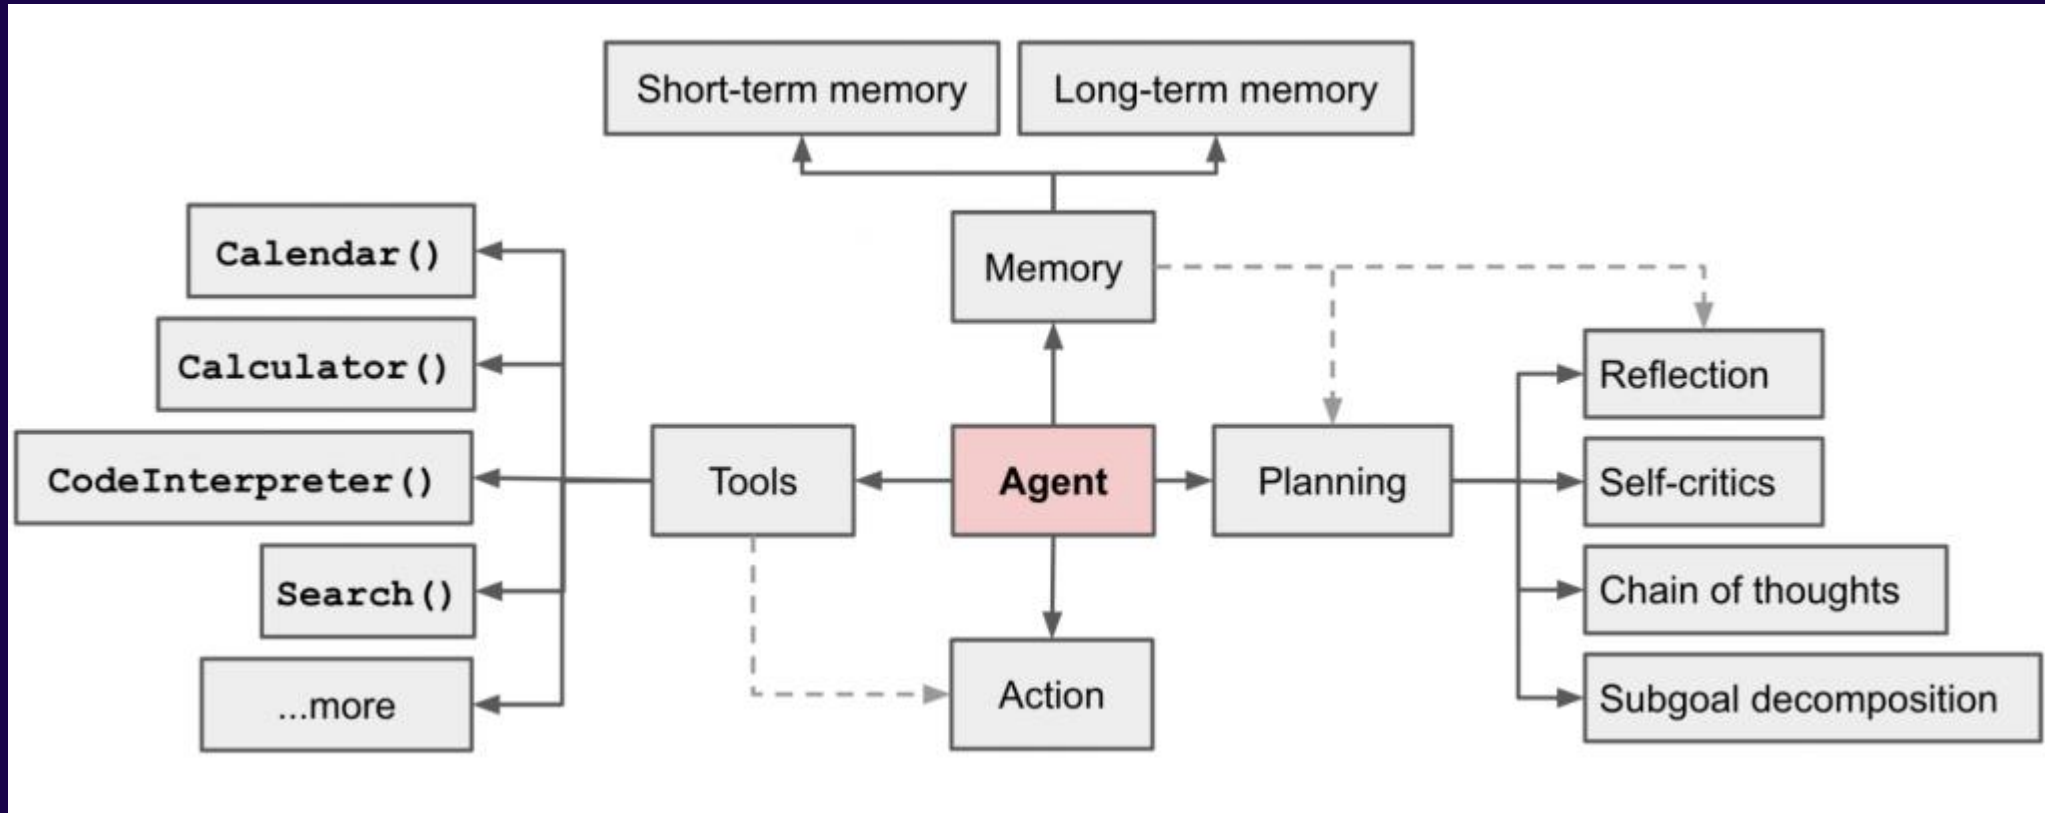 Short-term memory
Long-term memory
Calendar()
Memory
Calculator()
Reflection
CodeInterpreter()
Tools
Agent
Planning
Self-critics
Search()
Chain of thoughts
...more
Action
Subgoal decomposition